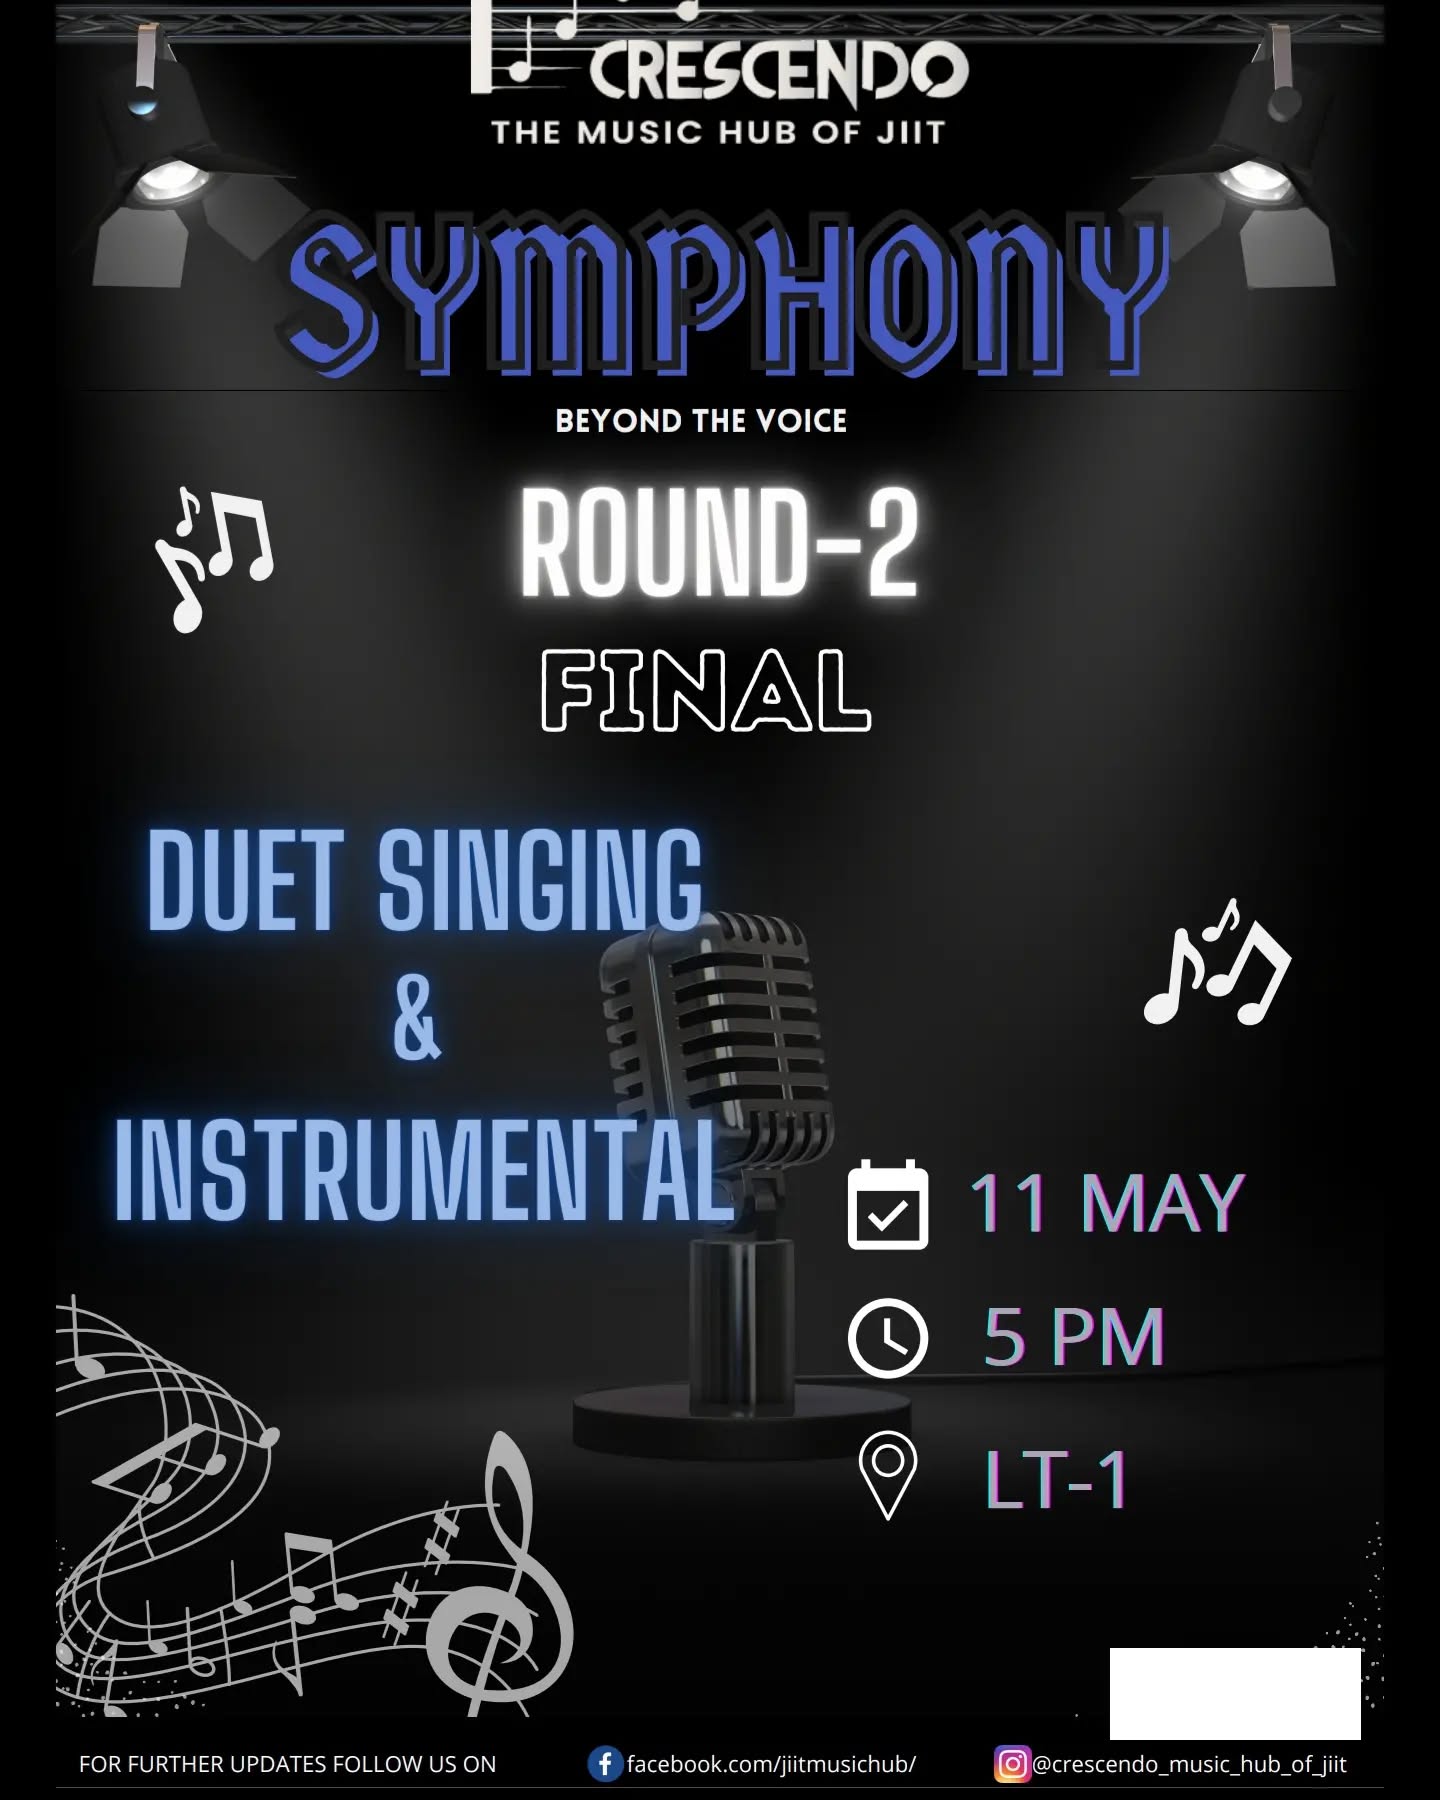 CRESCENDO
THE MUSIC HUB OF JIIT
SYMPHONY
BEYOND THE VOICE
ROUND-2
FINAL
DUET SINGING
&
INSTRUMENTAL
11 MAY
5 PM
LT-1
FOR FURTHER UPDATES FOLLOW US ON facebook.com/jiitmusichub/ @crescendo_music_hub_of_jiit